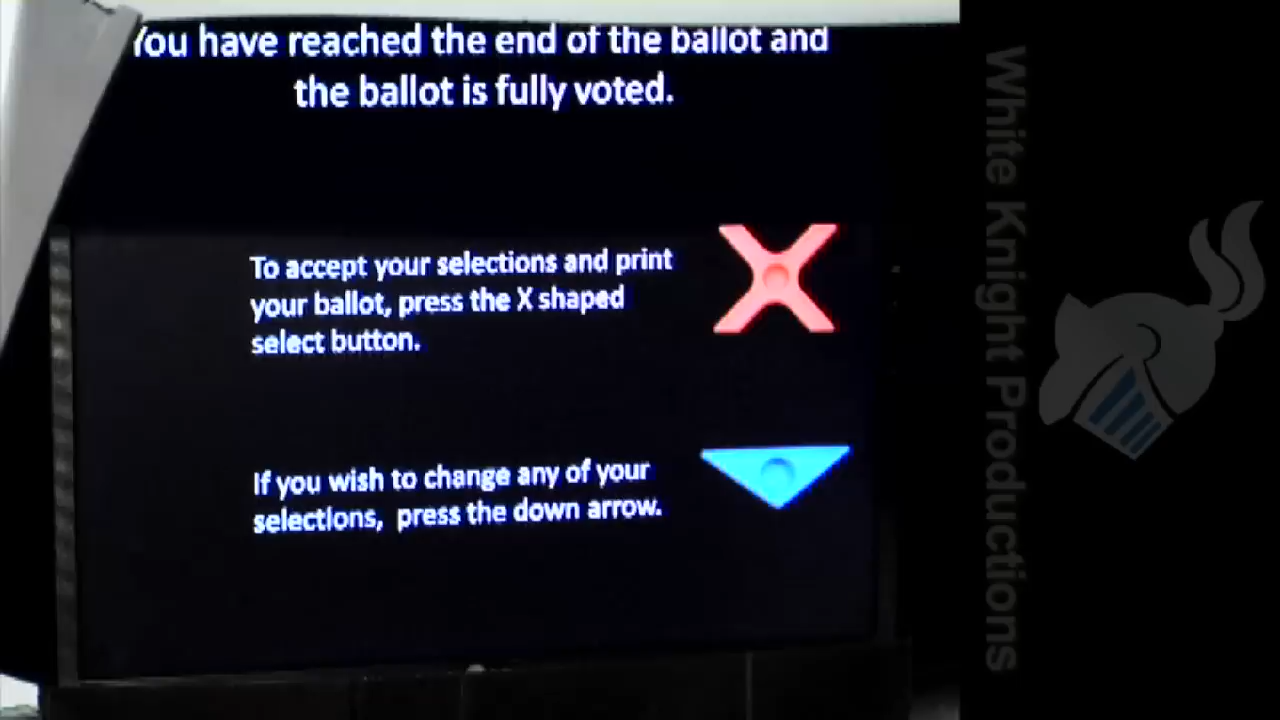 You have reached the end of the ballot and
the ballot is fully voted.
To accept your selections and print
your ballot, press the X shaped
select button.
If you wish to change any of your
selections,  press the down arrow.
White Knight Productions